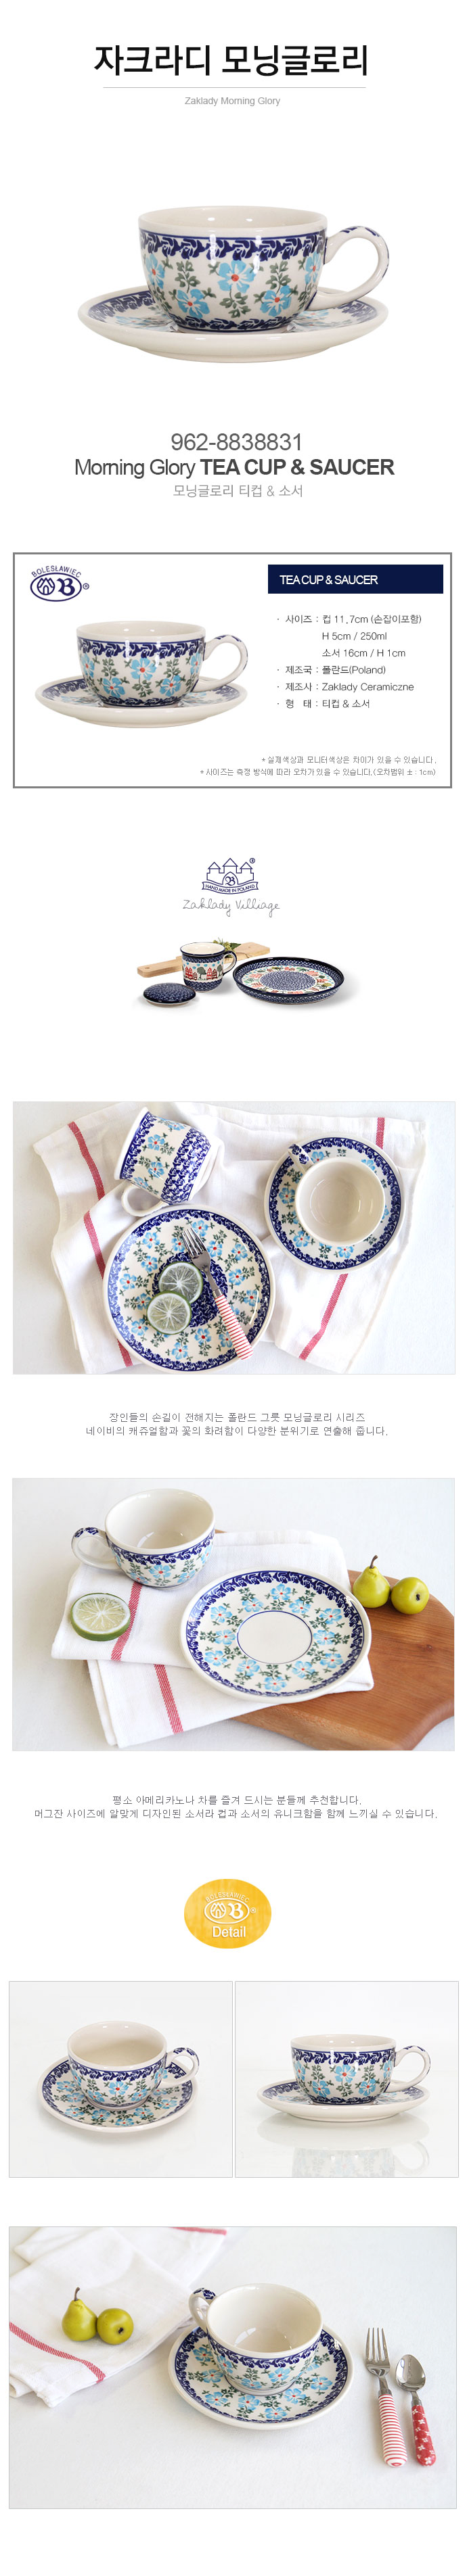 자크라디 모닝글로리
Zaklady Morning Glory
962-8838831
Morning Glory TEA CUP & SAUCER
모닝글로리 티컵 & 소서
BOLESŁAWIEC
B®
TEA CUP & SAUCER
· 사이즈 : 컵 11,7cm (손잡이포함)
H 5cm / 250ml
소서 16cm / H 1cm
· 제조국 : 폴란드(Poland)
· 제조사 : Zaklady Ceramiczne
· 형 태 : 티컵 & 소서
* 실제색상과 모니터색상은 차이가 있을 수 있습니다.
* 사이즈는 측정 방식에 따라 오차가 있을 수 있습니다.(오차범위 ± : 1cm)
HAND MADE IN POLAND
Zaklady Villiage
장인들의 손길이 전해지는 폴란드 그릇 모닝글로리 시리즈
네이비의 캐쥬얼함과 꽃의 화려함이 다양한 분위기로 연출해 줍니다.
평소 아메리카노나 차를 즐겨 드시는 분들께 추천합니다.
머그잔 사이즈에 알맞게 디자인된 소서라 컵과 소서의 유니크함을 함께 느끼실 수 있습니다.
BOLESŁAWIEC
B®
Detail